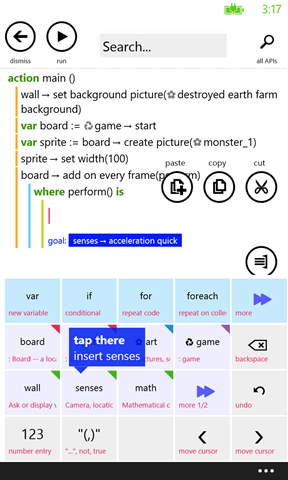 3:17
dismiss
run
Search...
all APIs
action main ()
wall → set background picture(✿ destroyed earth farm
background)
var board := ♻ game → start
var sprite := board → create picture(✿ monster_1)
sprite → set width(100)
board → add on every frame(perform)
paste copy cut
where perform() is
goal: senses → acceleration quick
var if for foreach
new variable conditional repeat code repeat on collec more
board art ♻ game
: Board -- a loc ctures, s : game backspace
tap there
insert senses
wall senses math
Ask or display v Camera, locatic Mathematical c more 1/2 undo
123 "(,)"
number entry "...", not, true move cursor move cursor